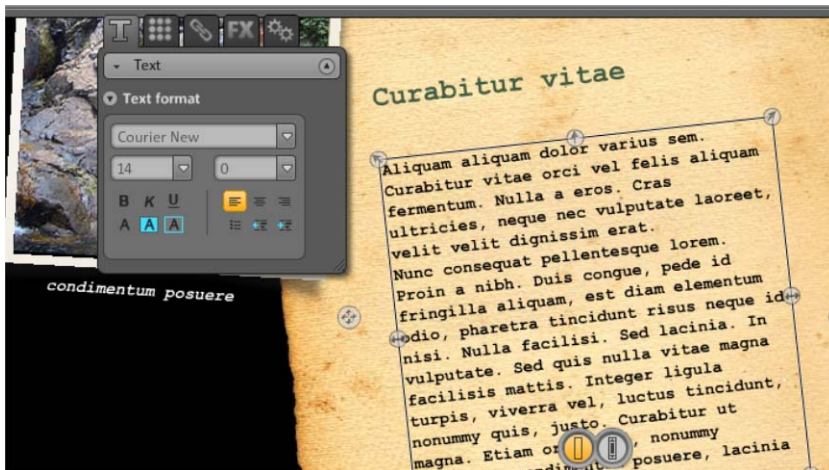 T
FX
Text
Text format
Courier New
14
0
B K U
A A A
condimentum posuere
Curabitur vitae
Aliquam aliquam dolor varius sem.
Curabitur vitae orci vel felis aliquam
fermentum. Nulla a eros. Cras
ultricies, neque nec vulputate laoreet,
velit velit dignissim erat.
Nunc consequat pellentesque lorem.
Proin a nibh. Duis congue, pede id
fringilla aliquam, est diam elementum
odio, pharetra tincidunt risus neque id
nisi. Nulla facilisi. Sed lacinia. In
vulputate. Sed quis nulla vitae magna
facilisis mattis. Integer ligula
turpis, viverra vel, luctus tincidunt,
nonummy quis, justo. Curabitur ut
magna. Etiam nonummy
posuere, lacinia